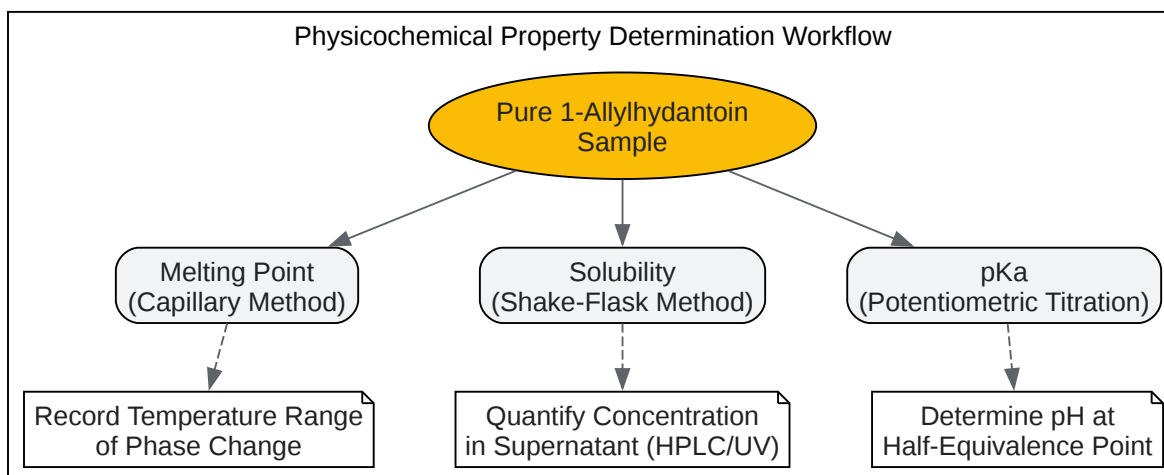 Physicochemical Property Determination Workflow
Pure 1-Allylhydantoin
Sample
Melting Point
(Capillary Method)
Solubility
(Shake-Flask Method)
pKa
(Potentiometric Titration)
Record Temperature Range
of Phase Change
Quantify Concentration
in Supernatant (HPLC/UV)
Determine pH at
Half-Equivalence Point